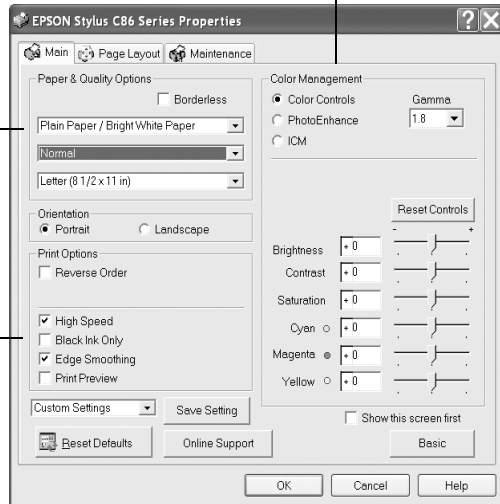 EPSON Stylus C86 Series Properties
Main
Page Layout
Maintenance
Paper & Quality Options
Borderless
Plain Paper / Bright White Paper
Normal
Letter (8 1/2 x 11 in)
Orientation
Portrait
Landscape
Print Options
Reverse Order
High Speed
Black Ink Only
Edge Smoothing
Print Preview
Custom Settings
Save Setting
Reset Defaults
Online Support
Color Management
Color Controls
PhotoEnhance
ICM
Gamma
1.8
Reset Controls
- +
Brightness + 0
Contrast + 0
Saturation + 0
Cyan + 0
Magenta + 0
Yellow + 0
Show this screen first
Basic
OK
Cancel
Help